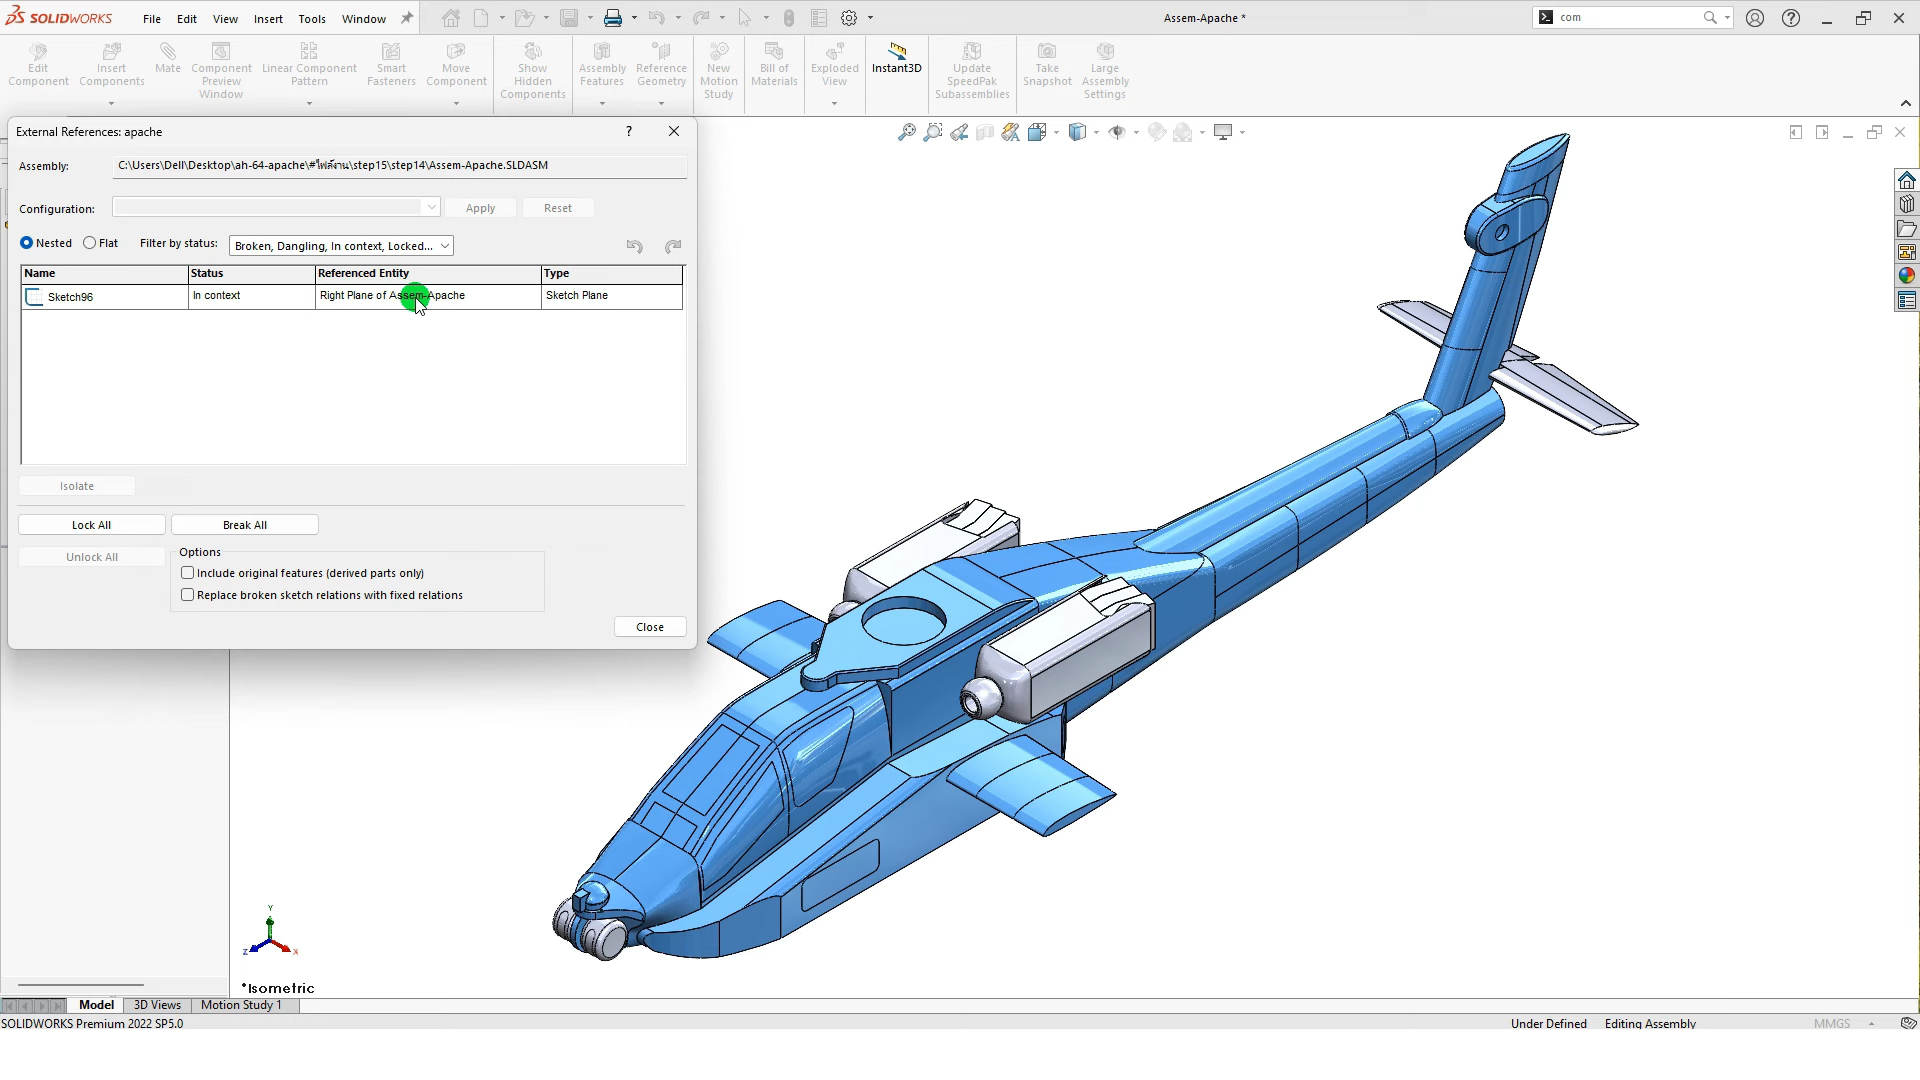 SOLIDWORKS File Edit View Insert Tools Window Assem-Apache * com
Edit Component
Insert Components
Mate
Component Preview Window
Linear Component Pattern
Smart Fasteners
Move Component
Show Hidden Components
Assembly Features
Reference Geometry
New Motion Study
Bill of Materials
Exploded View
Instant3D
Update SpeedPak Subassemblies
Take Snapshot
Large Assembly Settings
External References: apache ?
Assembly: C:\Users\Dell\Desktop\ah-64-apache\#ไฟล์งาน\step15\step14\Assem-Apache.SLDASM
Configuration: Apply Reset
Nested Flat Filter by status: Broken, Dangling, In context, Locked...
Name Status Referenced Entity Type
Sketch96 In context Right Plane of Assem-Apache Sketch Plane
Isolate
Lock All Break All
Unlock All Options
Include original features (derived parts only)
Replace broken sketch relations with fixed relations
Close
Y
Z X
*Isometric
Model 3D Views Motion Study 1
SOLIDWORKS Premium 2022 SP5.0 Under Defined Editing Assembly MMGS